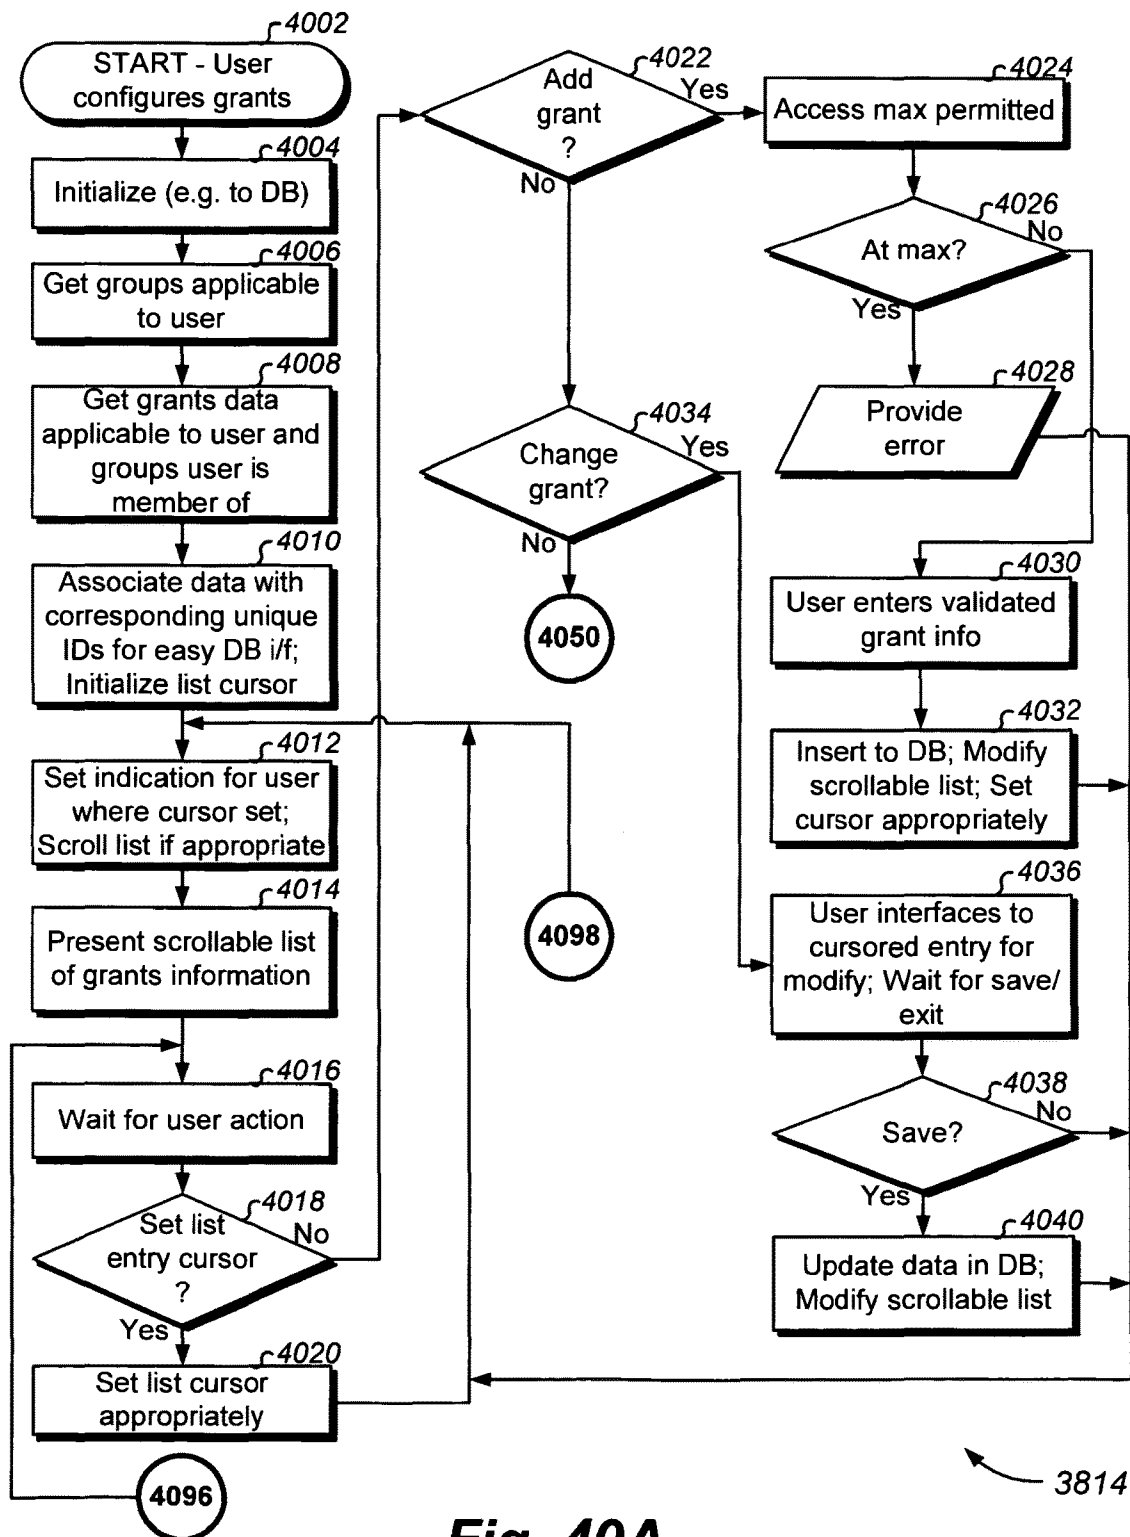 4002
START - User
configures grants
4004
Initialize (e.g. to DB)
4006
Get groups applicable
to user
4008
Get grants data
applicable to user and
groups user is
member of
4010
Associate data with
corresponding unique
IDs for easy DB i/f;
Initialize list cursor
4012
Set indication for user
where cursor set;
Scroll list if appropriate
4014
Present scrollable list
of grants information
4016
Wait for user action
4018
Set list
entry cursor
?
No
Yes
4020
Set list cursor
appropriately
4096
4022
Add
grant
?
Yes
No
4034
Change
grant?
Yes
No
4050
4098
4024
Access max permitted
4026
At max?
No
Yes
4028
Provide
error
4030
User enters validated
grant info
4032
Insert to DB; Modify
scrollable list; Set
cursor appropriately
4036
User interfaces to
cursored entry for
modify; Wait for save/
exit
4038
Save?
No
Yes
4040
Update data in DB;
Modify scrollable list
3814
Fig. 40A